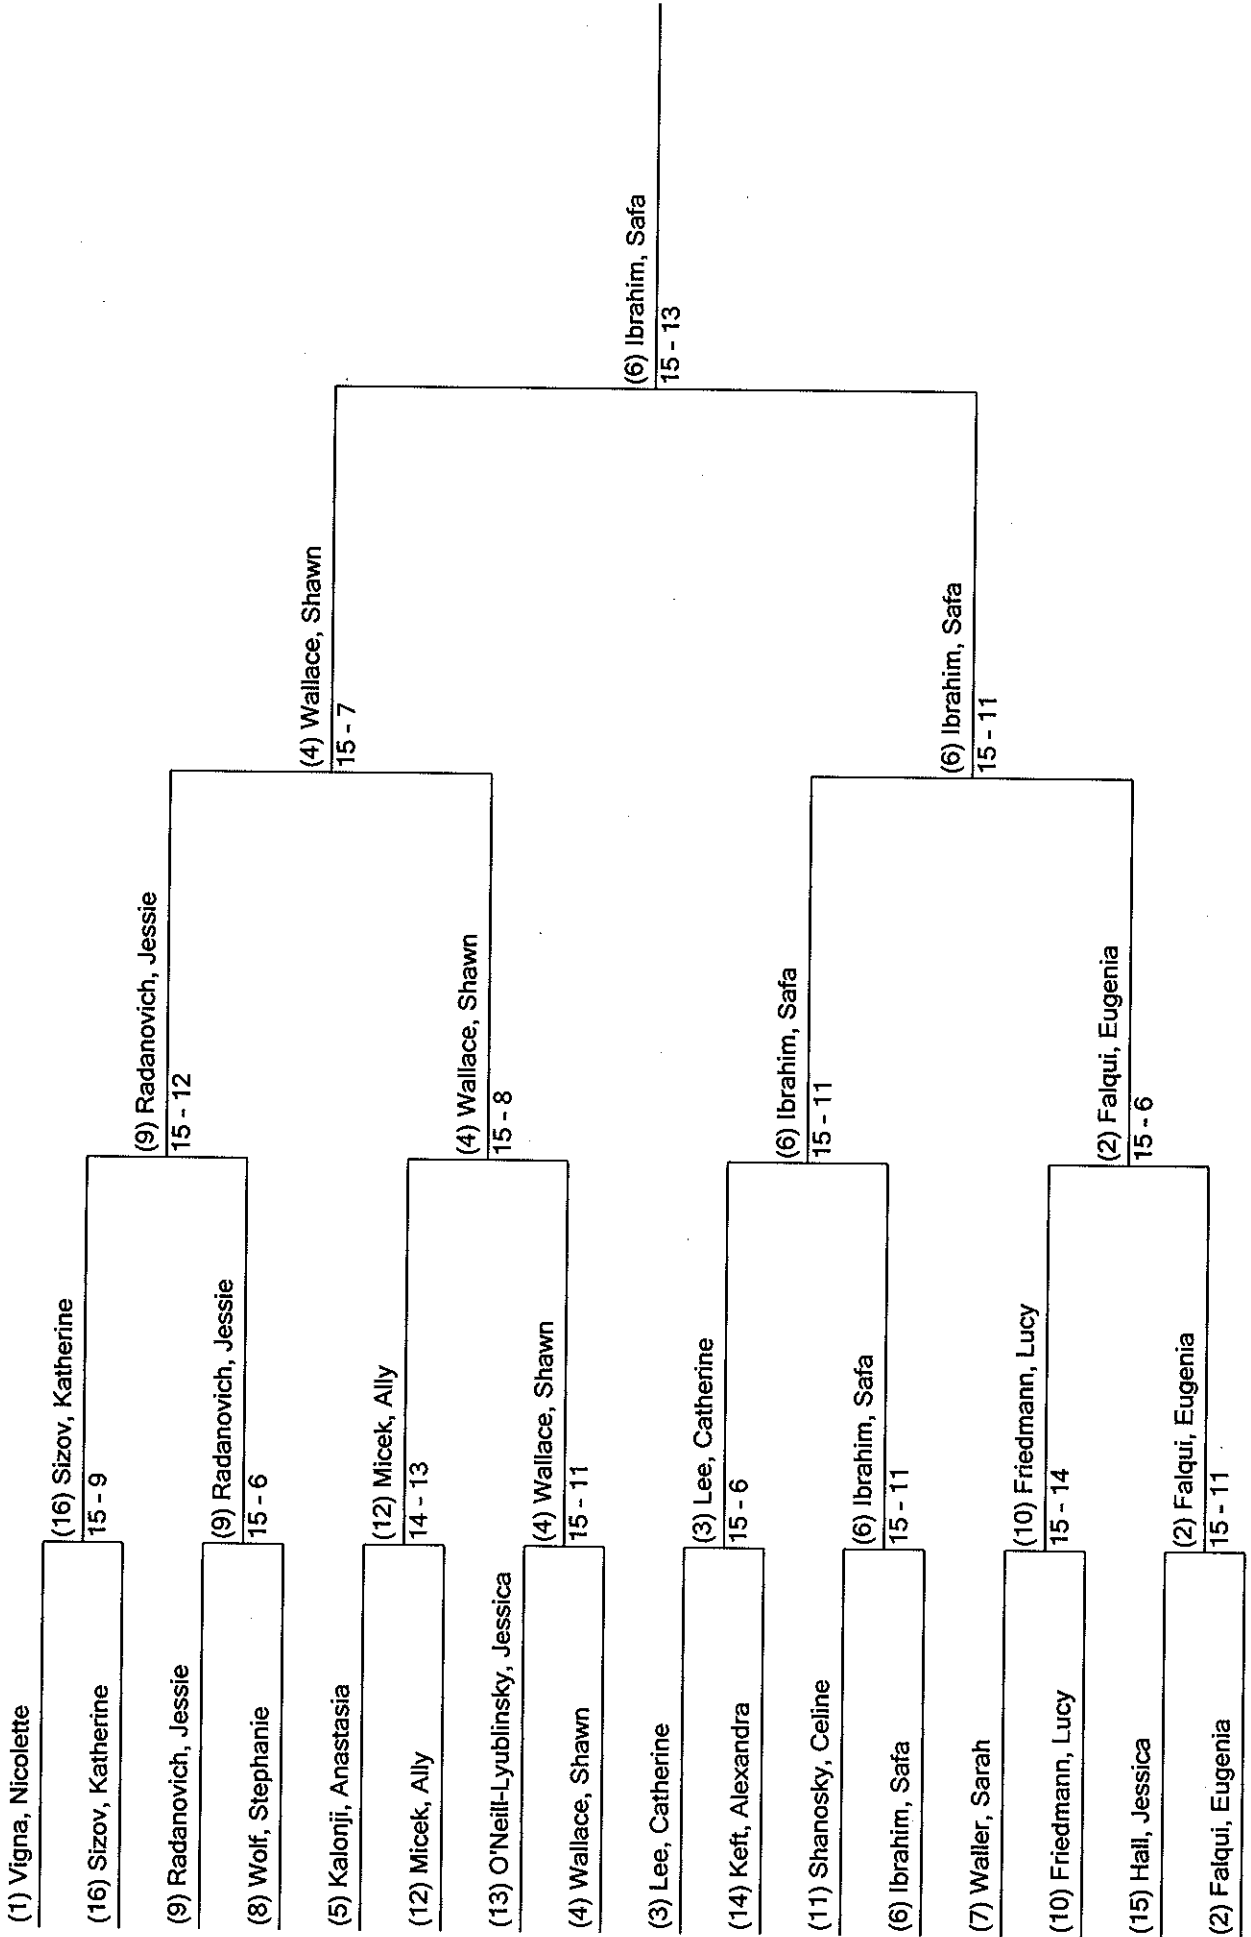 (1) Vigna, Nicolette
(16) Sizov, Katherine
(9) Radanovich, Jessie
(8) Wolf, Stephanie
(5) Kalonji, Anastasia
(12) Micek, Ally
(13) O'Neill-Lyublinsky, Jessica
(4) Wallace, Shawn
(3) Lee, Catherine
(14) Keft, Alexandra
(11) Shanosky, Celine
(6) Ibrahim, Safa
(7) Waller, Sarah
(10) Friedmann, Lucy
(15) Hall, Jessica
(2) Falqui, Eugenia
(16) Sizov, Katherine
15 - 9
(9) Radanovich, Jessie
15 - 6
(12) Micek, Ally
14 - 13
(4) Wallace, Shawn
15 - 11
(3) Lee, Catherine
15 - 6
(6) Ibrahim, Safa
15 - 11
(10) Friedmann, Lucy
15 - 14
(2) Falqui, Eugenia
15 - 11
(9) Radanovich, Jessie
15 - 12
(4) Wallace, Shawn
15 - 8
(6) Ibrahim, Safa
15 - 11
(2) Falqui, Eugenia
15 - 6
(4) Wallace, Shawn
15 - 7
(6) Ibrahim, Safa
15 - 11
(6) Ibrahim, Safa
15 - 13